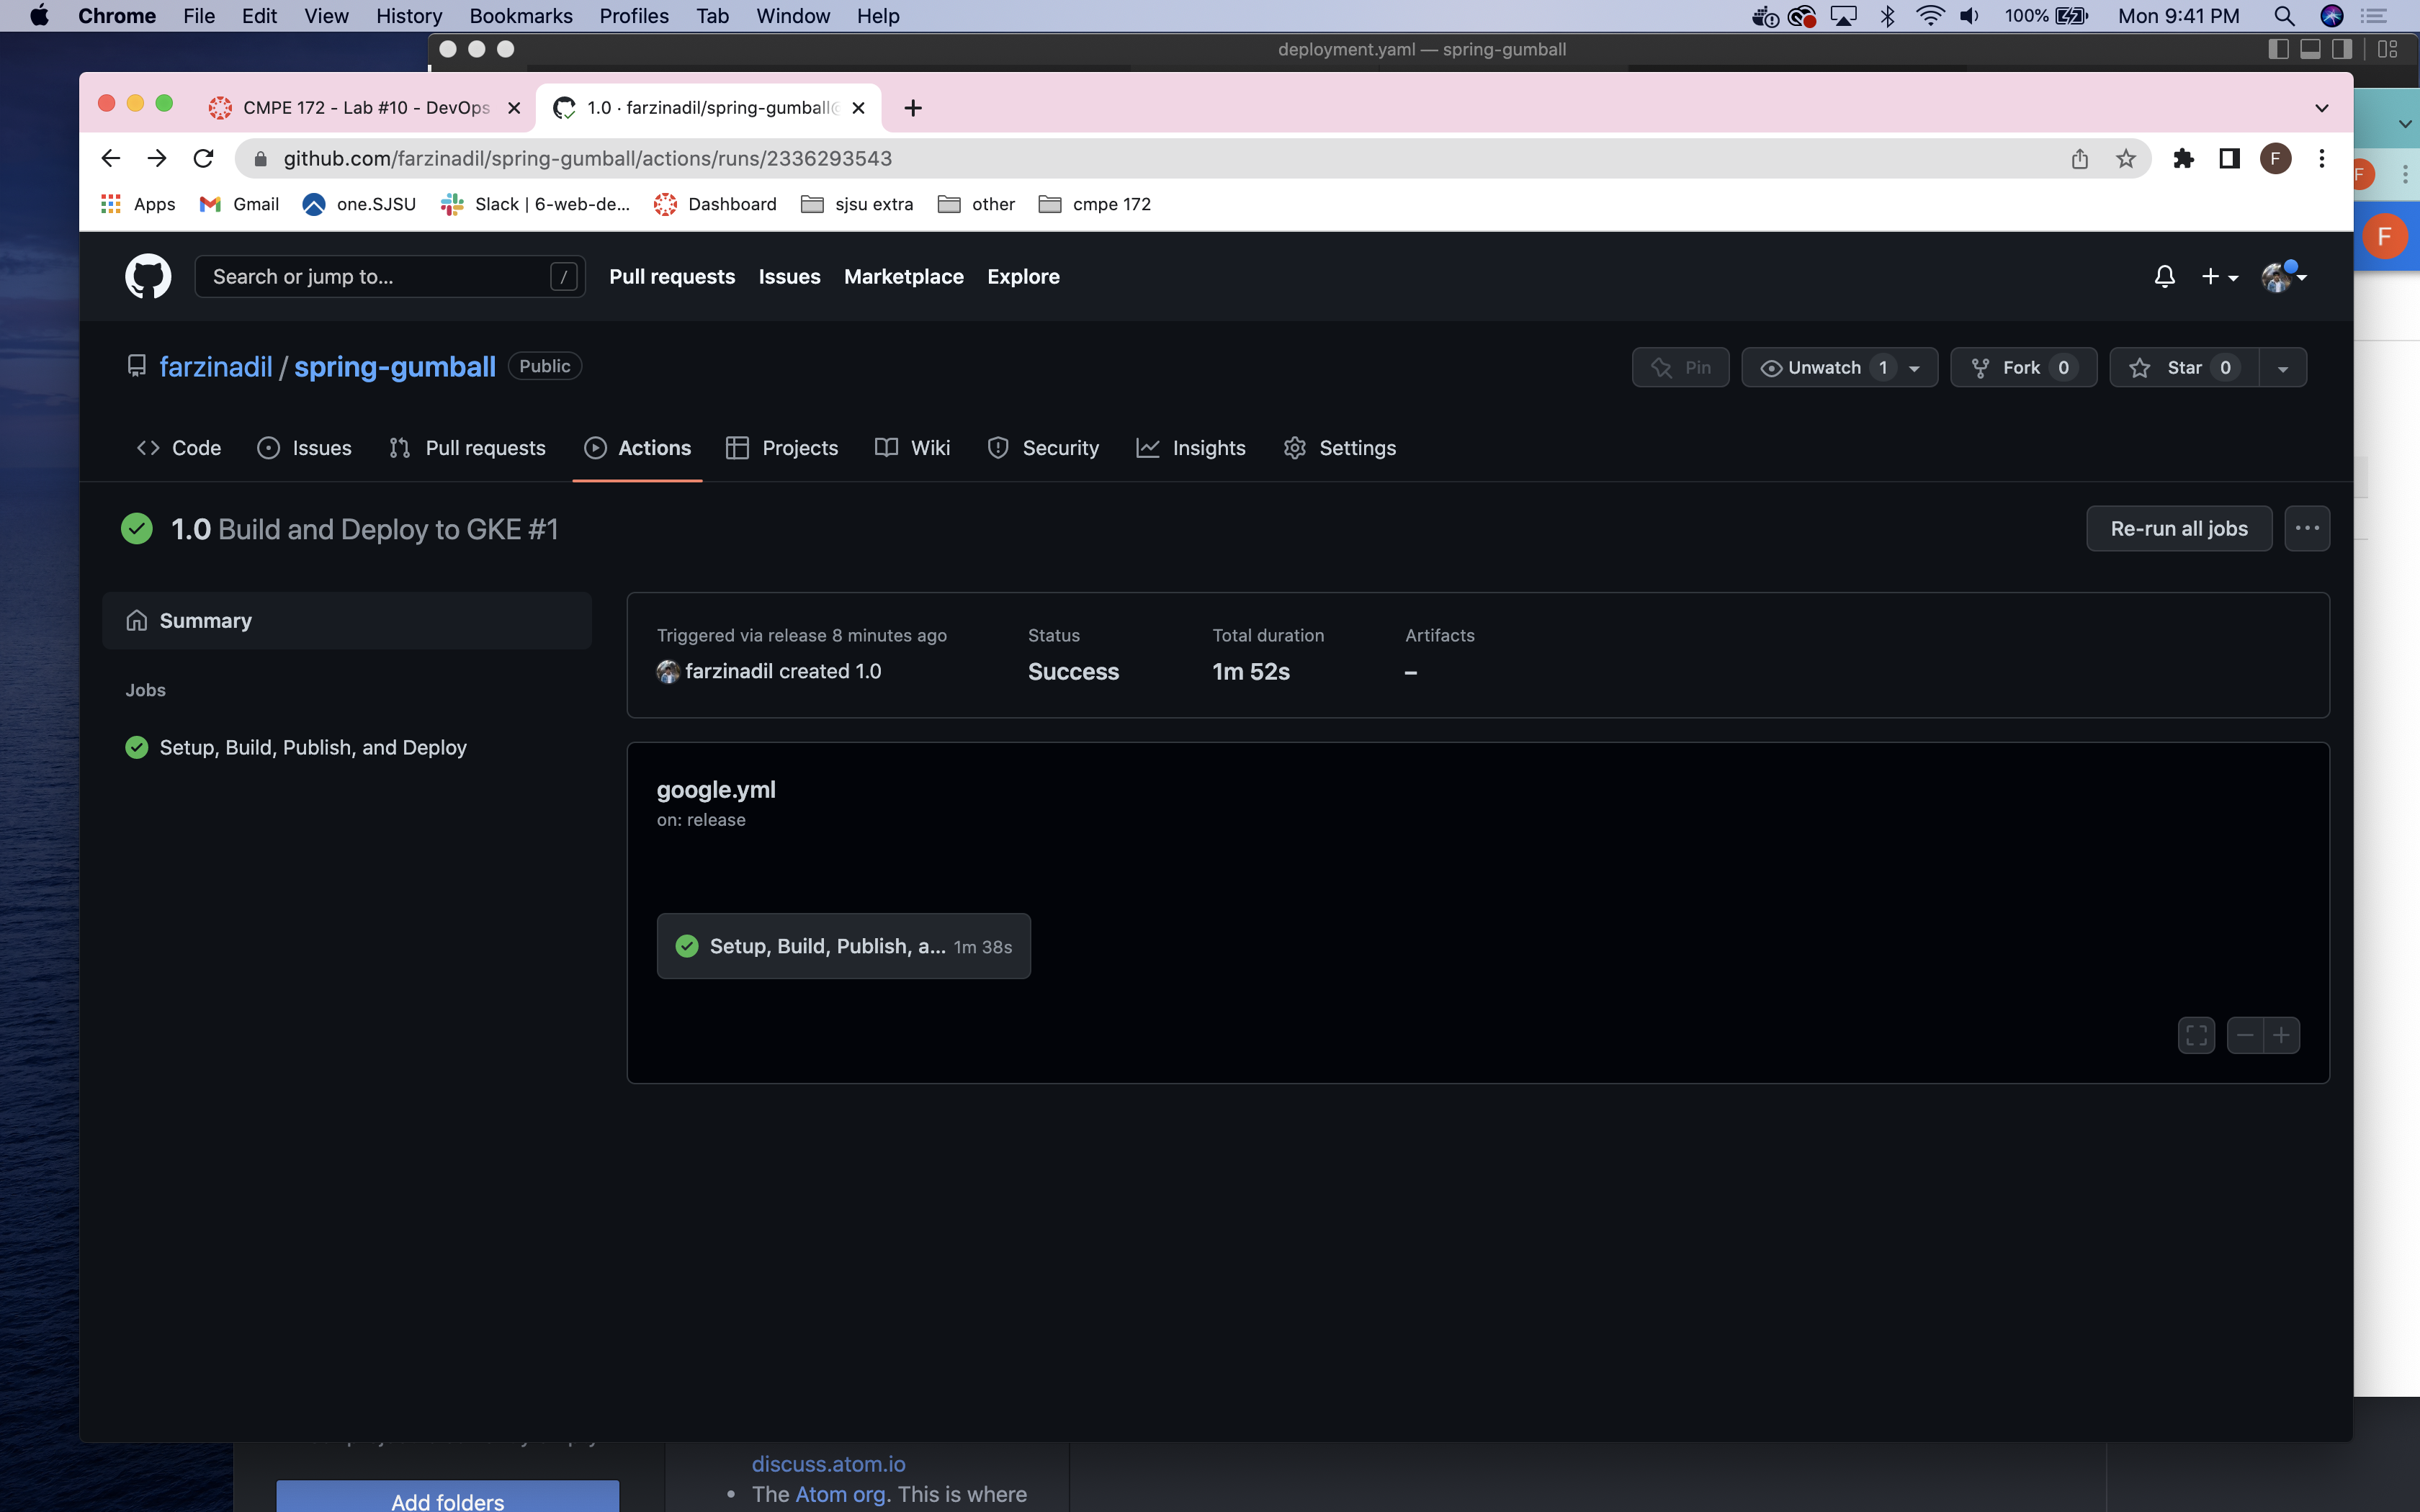 Chrome File Edit View History Bookmarks Profiles Tab Window Help 100% Mon 9:41 PM
deployment.yaml — spring-gumball
CMPE 172 - Lab #10 - DevOps 1.0 · farzinadil/spring-gumball
github.com/farzinadil/spring-gumball/actions/runs/2336293543 F F
Apps Gmail one.SJSU Slack | 6-web-de... Dashboard sjsu extra other cmpe 172
F
Search or jump to... / Pull requests Issues Marketplace Explore
farzinadil / spring-gumball Public Pin Unwatch 1 Fork 0 Star 0
Code Issues Pull requests Actions Projects Wiki Security Insights Settings
1.0 Build and Deploy to GKE #1 Re-run all jobs
Summary
Jobs
Setup, Build, Publish, and Deploy
Triggered via release 8 minutes ago Status Total duration Artifacts
farzinadil created 1.0 Success 1m 52s –
google.yml
on: release
Setup, Build, Publish, a... 1m 38s
discuss.atom.io
Add folders
• The Atom org. This is where